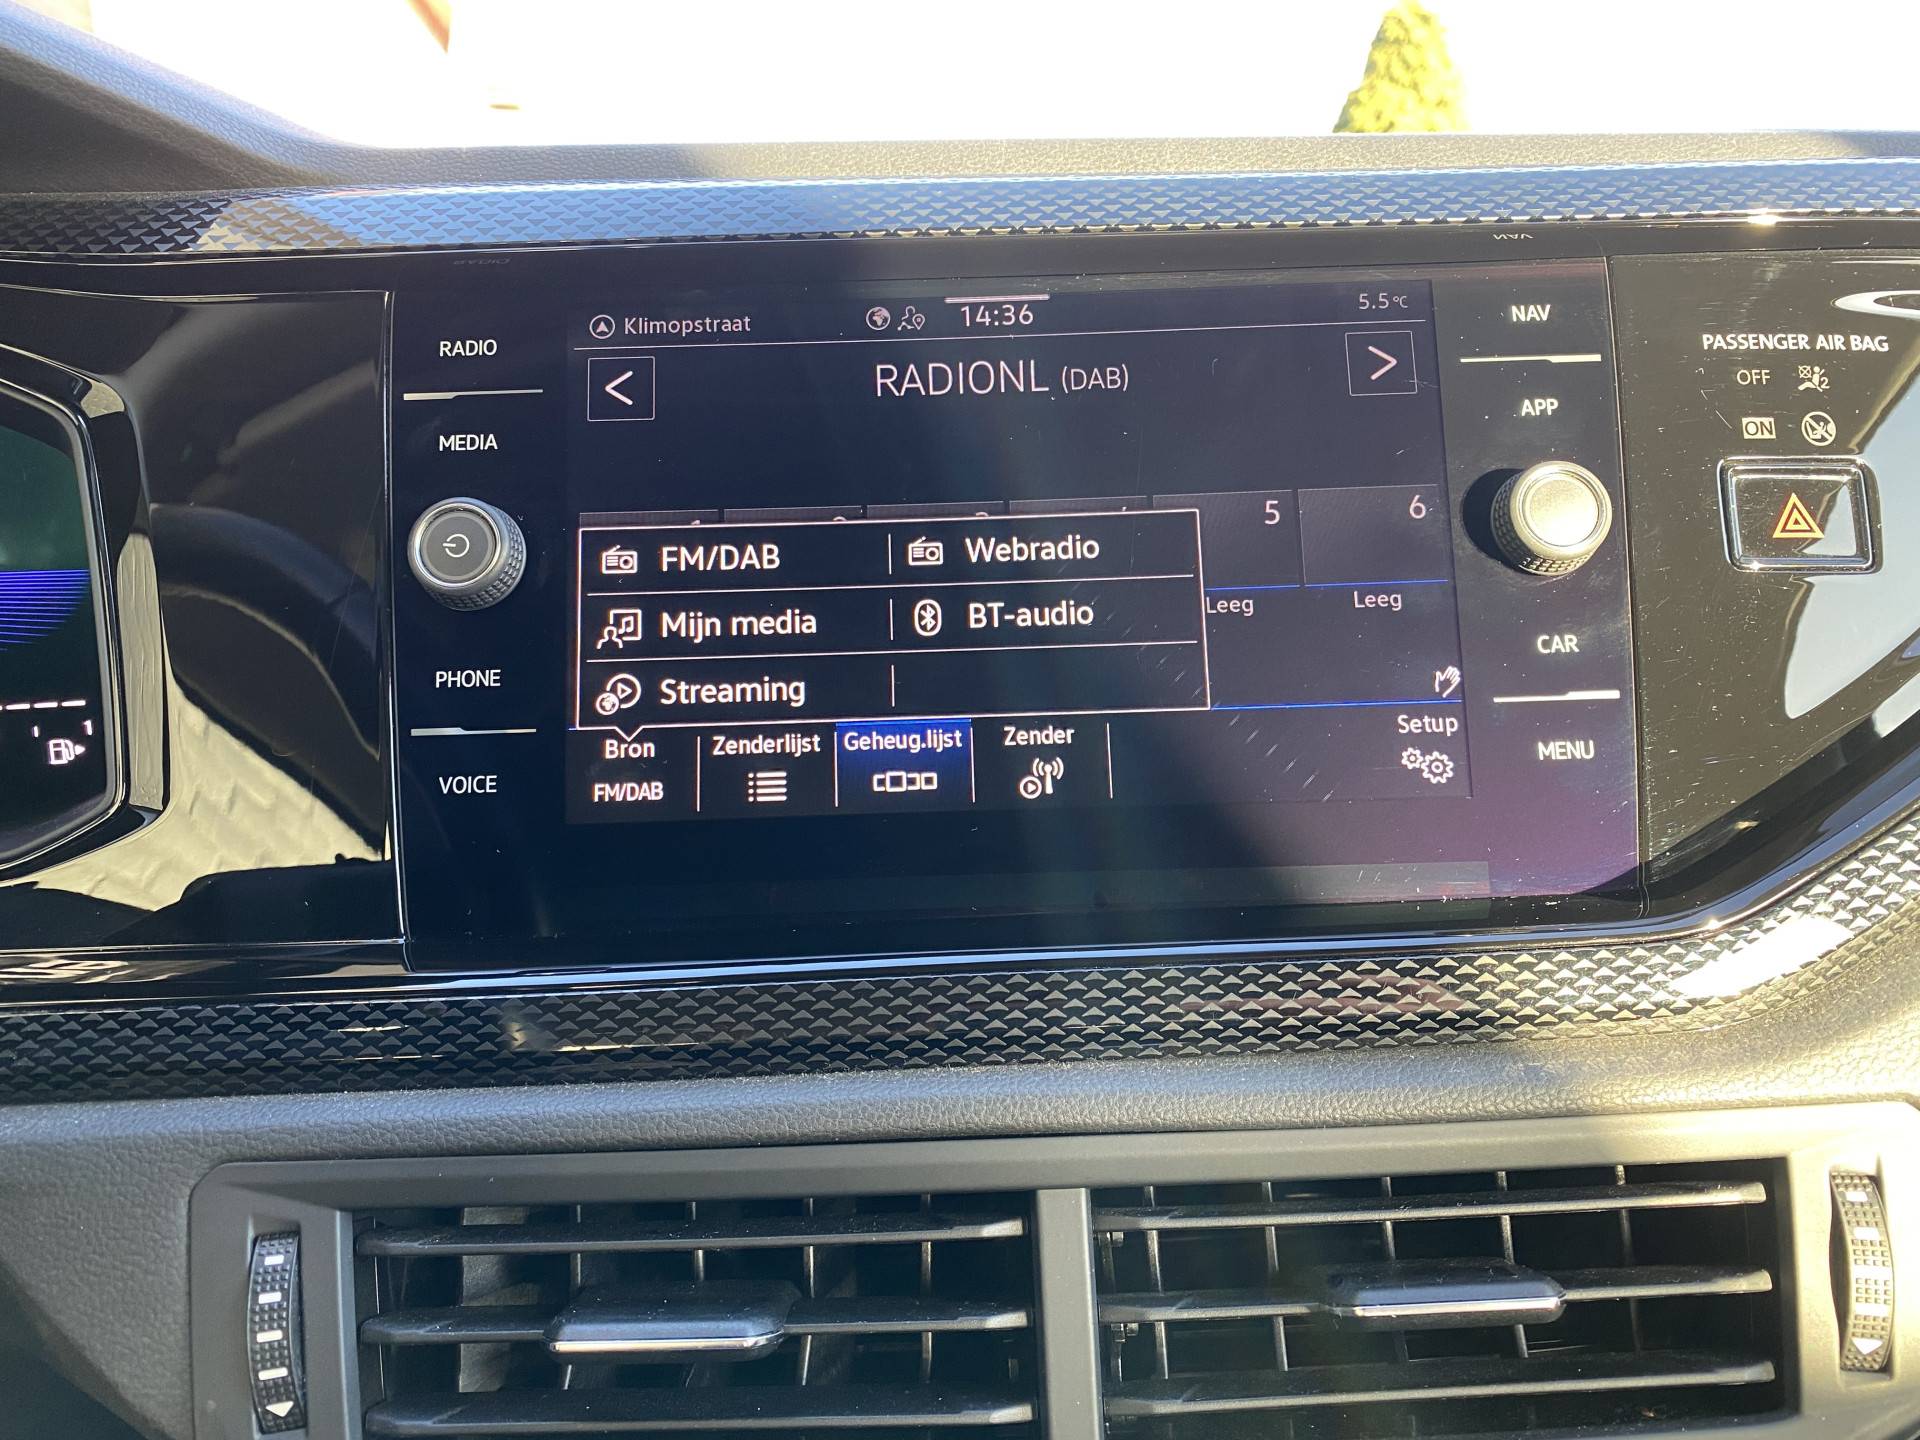 Klimopstraat
14:36
5.5°C
RADIO
MEDIA
PHONE
VOICE
<
RADIONL (DAB)
>
5
6
FM/DAB
Webradio
Mijn media
BT-audio
Streaming
Leeg
Leeg
Bron
FM/DAB
Zenderlijst
Geheug.lijst
Zender
Setup
NAV
APP
CAR
MENU
PASSENGER AIR BAG
OFF
2
ON
1